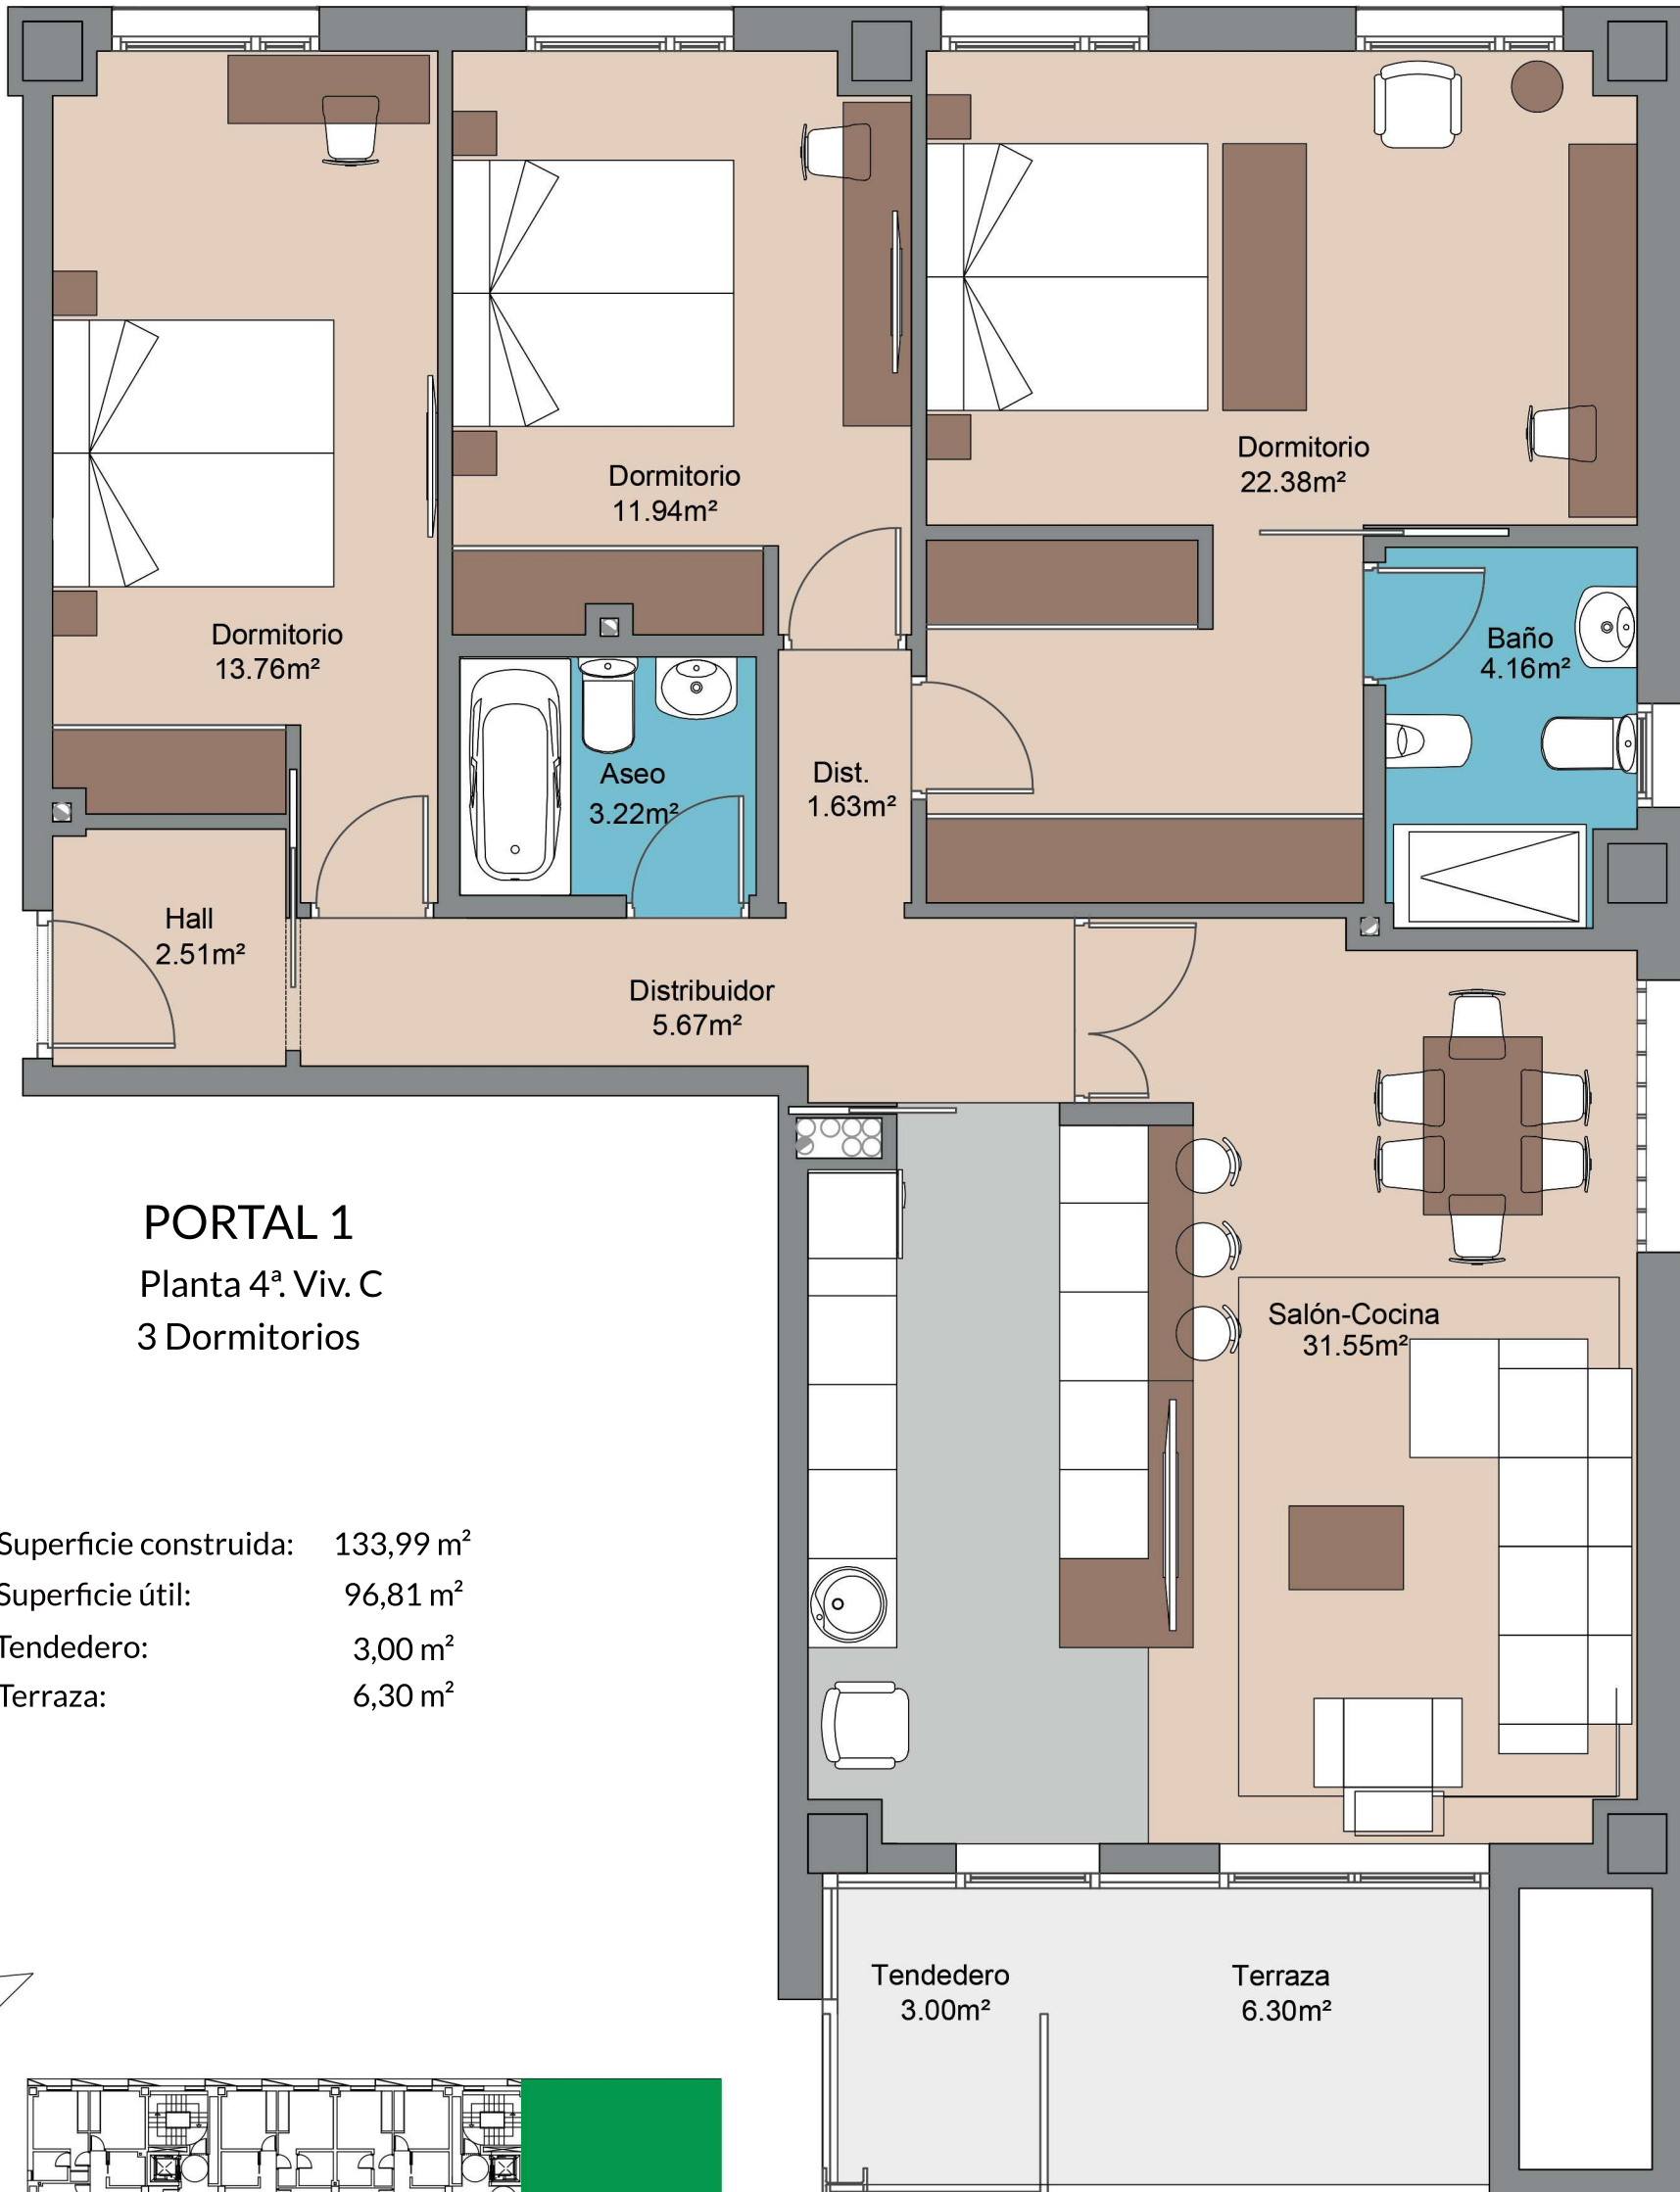 Dormitorio
22.38m²
Dormitorio
11.94m²
Dormitorio
13.76m²
Baño
4.16m²
Aseo
3.22m²
Dist.
1.63m²
Hall
2.51m²
Distribuidor
5.67m²
PORTAL 1
Planta 4ª. Viv. C
3 Dormitorios
Salón-Cocina
31.55m²
Superficie construida: 133,99 m²
Superficie útil: 96,81 m²
Tendedero: 3,00 m²
Terraza: 6,30 m²
Tendedero
3.00m²
Terraza
6.30m²